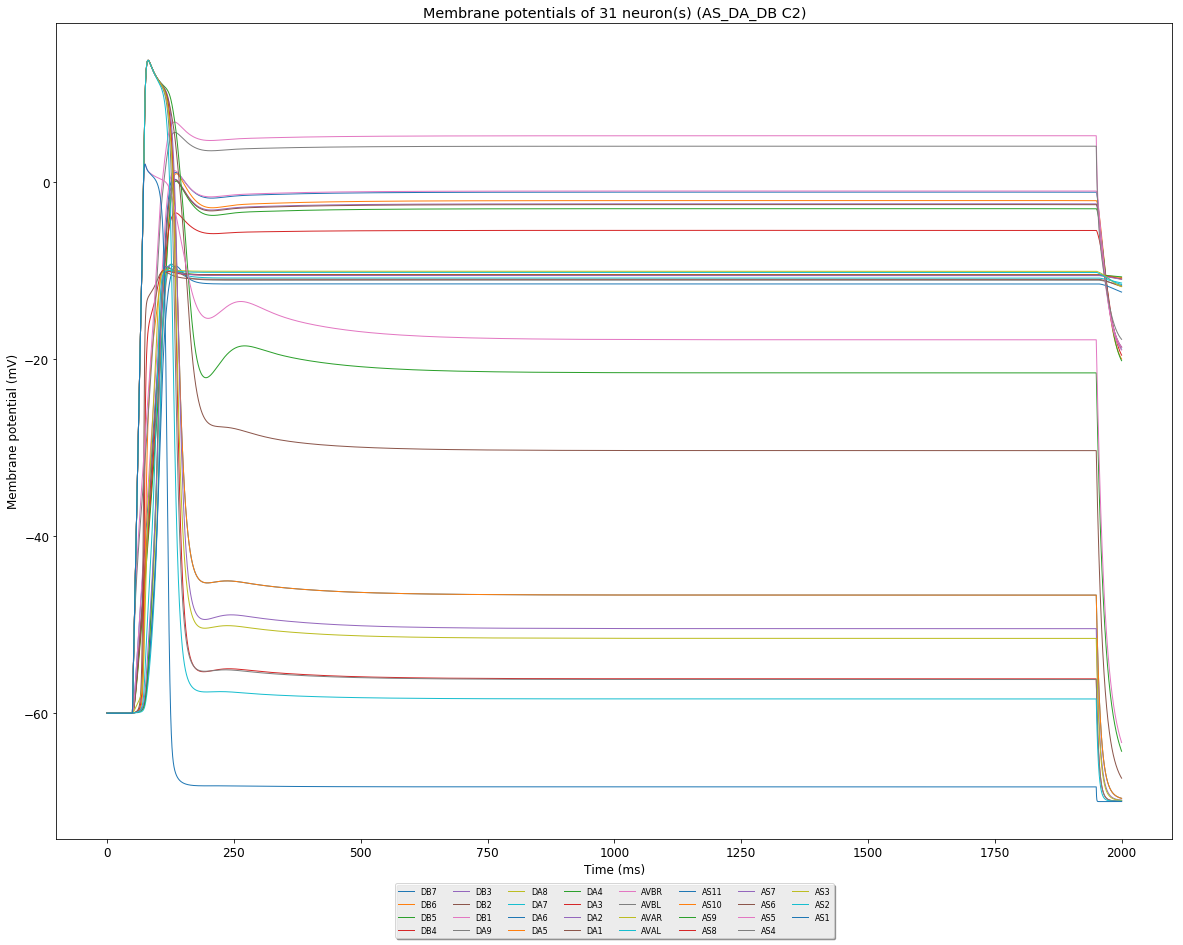 Membrane potentials of 31 neuron(s) (AS_DA_DB C2)
Membrane potential (mV)
0
−20
−40
−60
0 250 500 750 1000 1250 1500 1750 2000
Time (ms)
DB7 DB3 DA8 DA4 AVBR AS11 AS7 AS3
DB6 DB2 DA7 DA3 AVBL AS10 AS6 AS2
DB5 DB1 DA6 DA2 AVAR AS9 AS5 AS1
DB4 DA9 DA5 DA1 AVAL AS8 AS4